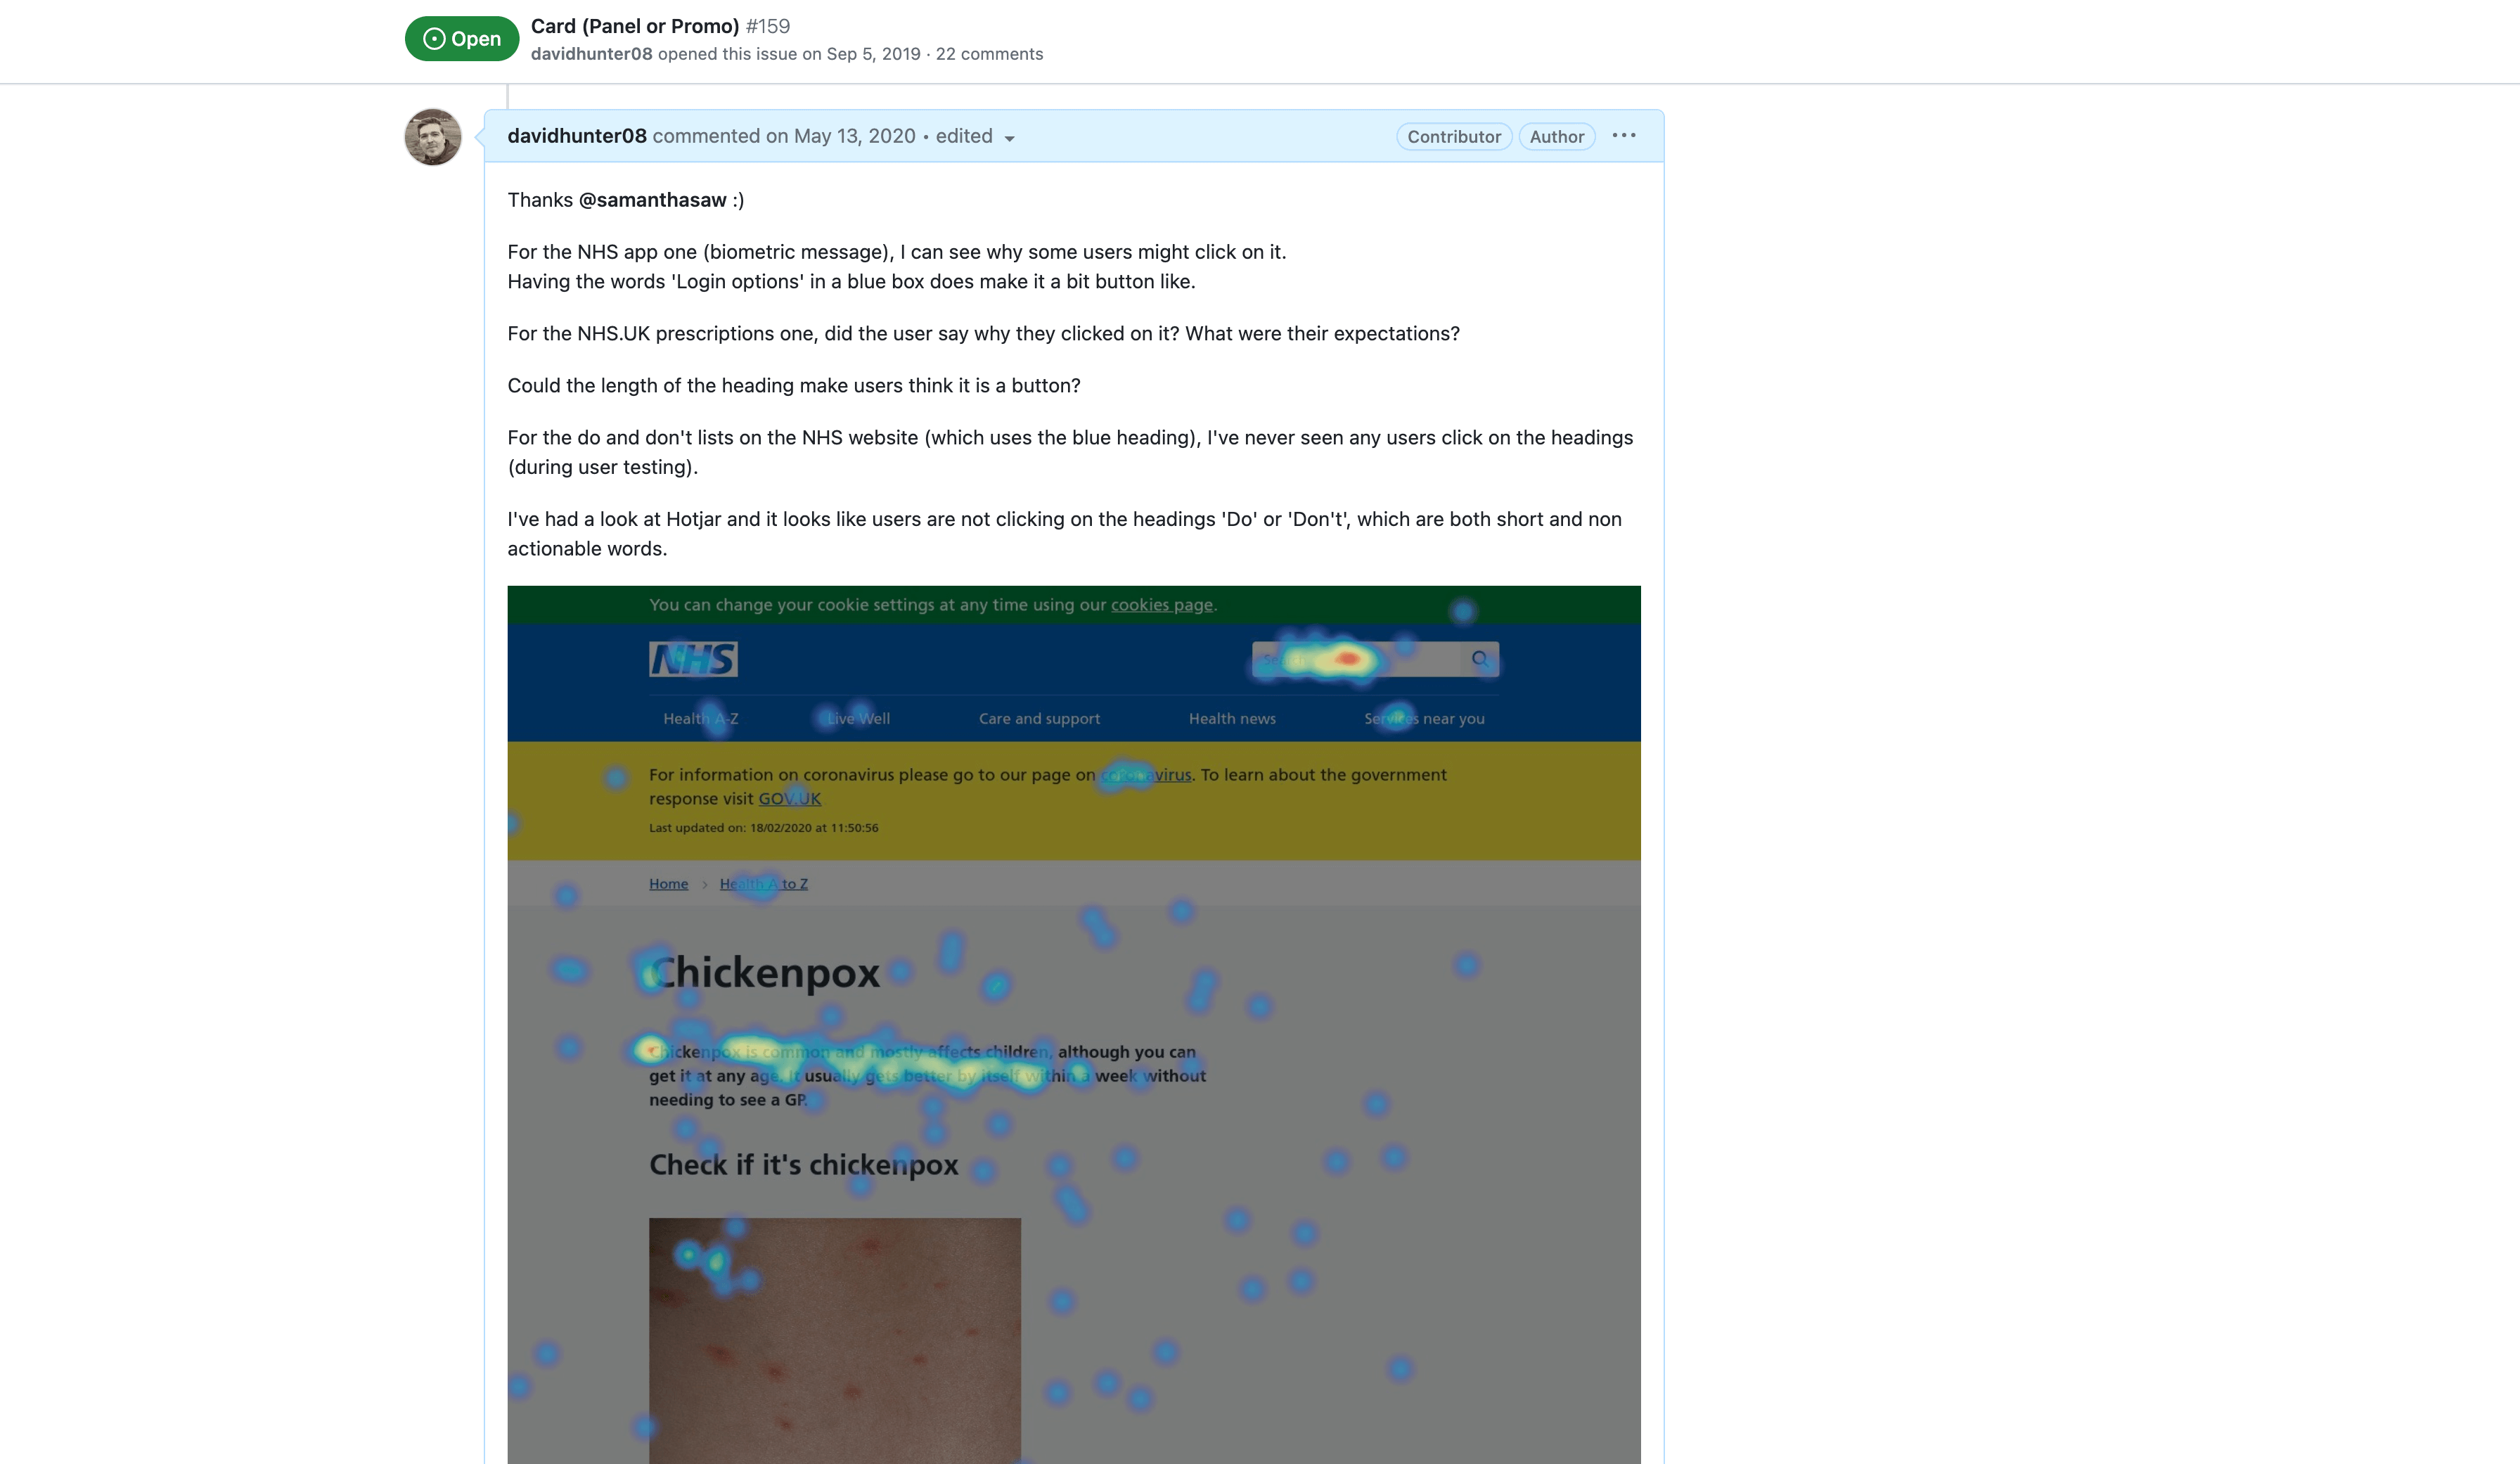 Open
Card (Panel or Promo) #159
davidhunter08 opened this issue on Sep 5, 2019 · 22 comments
davidhunter08 commented on May 13, 2020 • edited
Contributor
Author
Thanks @samanthasaw :)
For the NHS app one (biometric message), I can see why some users might click on it.
Having the words 'Login options' in a blue box does make it a bit button like.
For the NHS.UK prescriptions one, did the user say why they clicked on it? What were their expectations?
Could the length of the heading make users think it is a button?
For the do and don't lists on the NHS website (which uses the blue heading), I've never seen any users click on the headings
(during user testing).
I've had a look at Hotjar and it looks like users are not clicking on the headings 'Do' or 'Don't', which are both short and non
actionable words.
You can change your cookie settings at any time using our cookies page.
NHS
Search
Health A-Z
Live Well
Care and support
Health news
Services near you
For information on coronavirus please go to our page on coronavirus. To learn about the government
response visit GOV.UK
Last updated on: 18/02/2020 at 11:50:56
Home > Health A to Z
Chickenpox
Chickenpox is common and mostly affects children, although you can
get it at any age. It usually gets better by itself within a week without
needing to see a GP.
Check if it's chickenpox